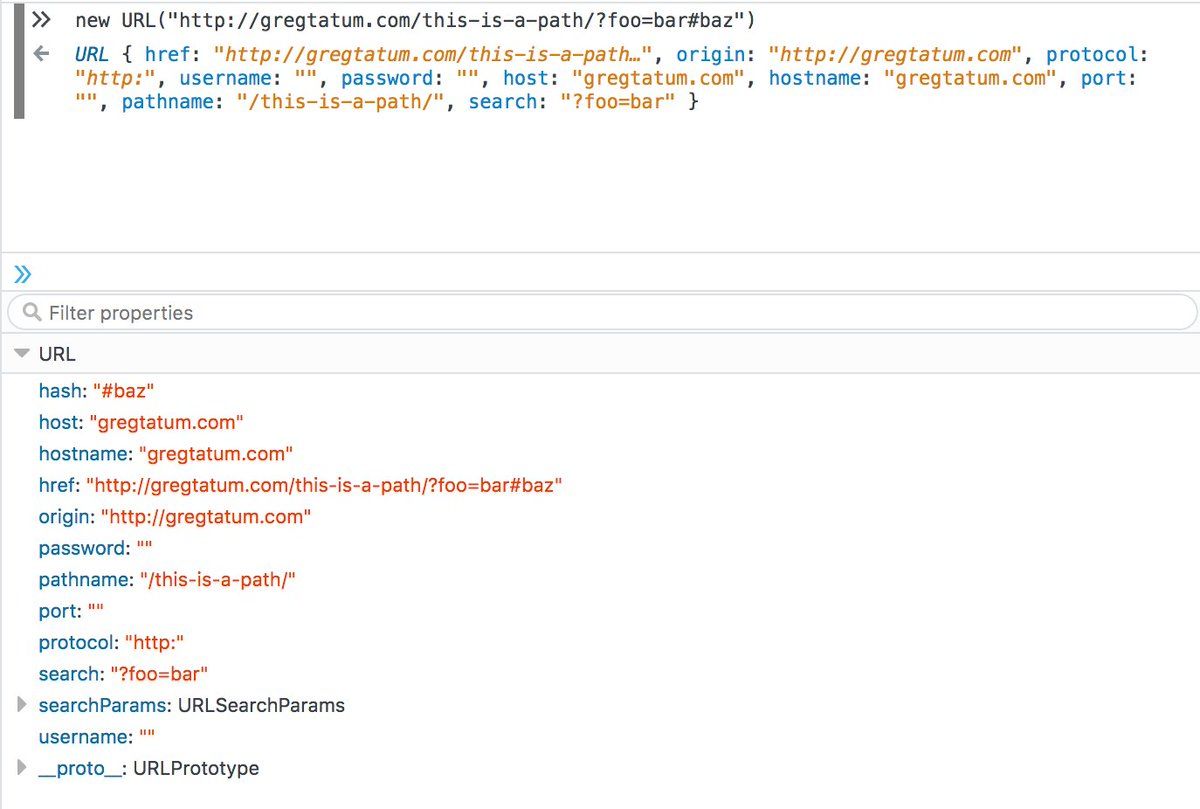 new URL("http://gregtatum.com/this-is-a-path/?foo=bar#baz")
URL { href: "http://gregtatum.com/this-is-a-path…", origin: "http://gregtatum.com", protocol:
"http:", username: "", password: "", host: "gregtatum.com", hostname: "gregtatum.com", port:
"", pathname: "/this-is-a-path/", search: "?foo=bar" }
Filter properties
URL
hash: "#baz"
host: "gregtatum.com"
hostname: "gregtatum.com"
href: "http://gregtatum.com/this-is-a-path/?foo=bar#baz"
origin: "http://gregtatum.com"
password: ""
pathname: "/this-is-a-path/"
port: ""
protocol: "http:"
search: "?foo=bar"
searchParams: URLSearchParams
username: ""
__proto__: URLPrototype